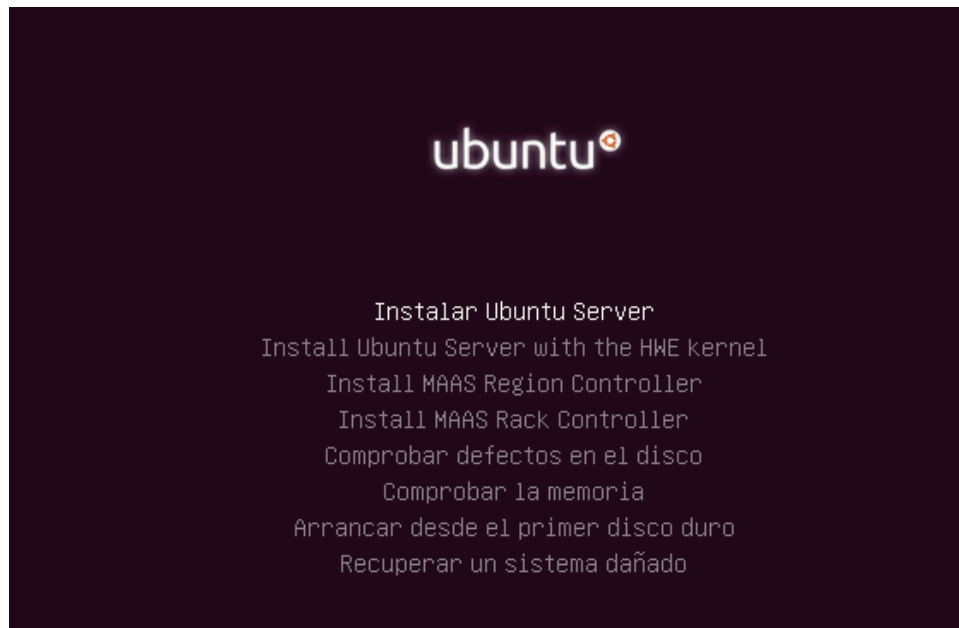 ubuntu
Instalar Ubuntu Server
Install Ubuntu Server with the HWE kernel
Install MAAS Region Controller
Install MAAS Rack Controller
Comprobar defectos en el disco
Comprobar la memoria
Arrancar desde el primer disco duro
Recuperar un sistema dañado